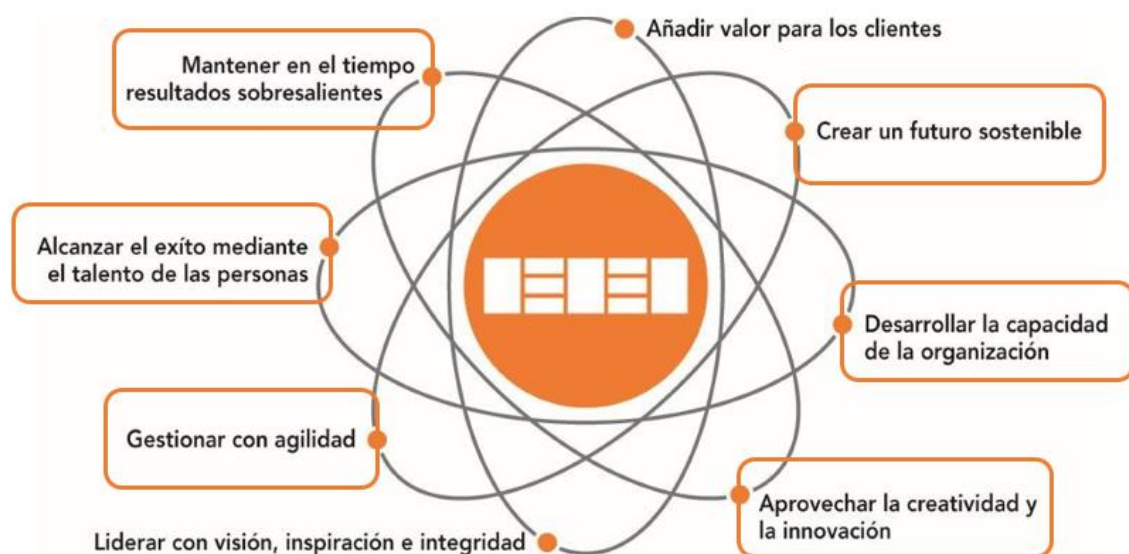 Añadir valor para los clientes
Mantener en el tiempo
resultados sobresalientes
Crear un futuro sostenible
Alcanzar el exíto mediante
el talento de las personas
Desarrollar la capacidad
de la organización
Gestionar con agilidad
Aprovechar la creatividad y
la innovación
Liderar con visión, inspiración e integridad